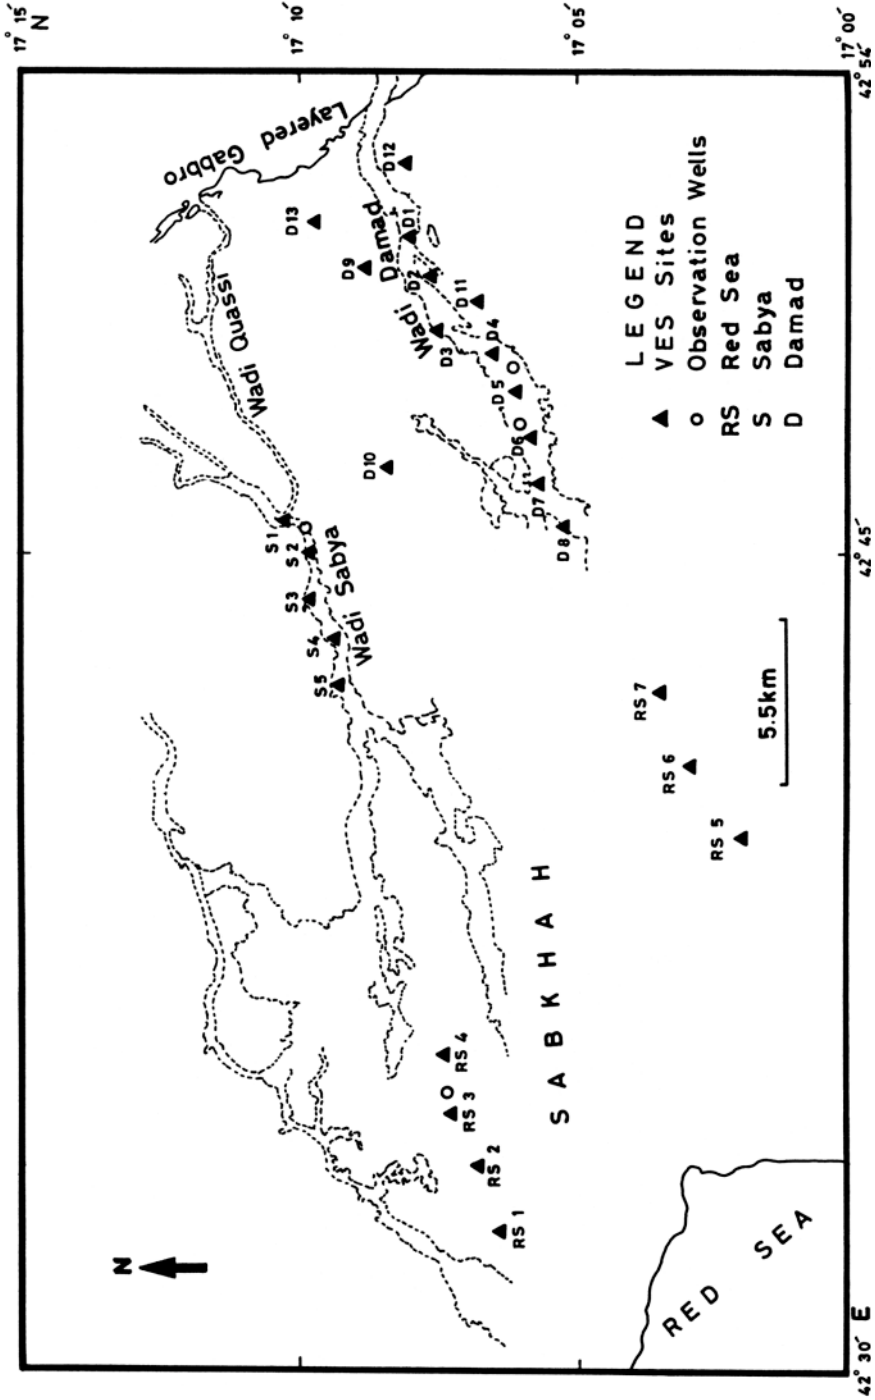 17° 15′
N
17° 10′
17° 05′
17° 00′
42° 54′
42° 45′
42° 30′ E
N
Layered
Gabbro
Wadi Quassi
Wadi
Damad
Wadi Sabya
D13
D12
D9
D1
D2
D11
D3
D4
D5
D6
D10
D7
D8
S1
S2
S3
S4
S5
RS 7
RS 6
RS 5
RS 4
RS 3
RS 2
RS 1
SABKHAH
RED SEA
5.5km
LEGEND
▲ VES Sites
o Observation Wells
RS Red Sea
S Sabya
D Damad